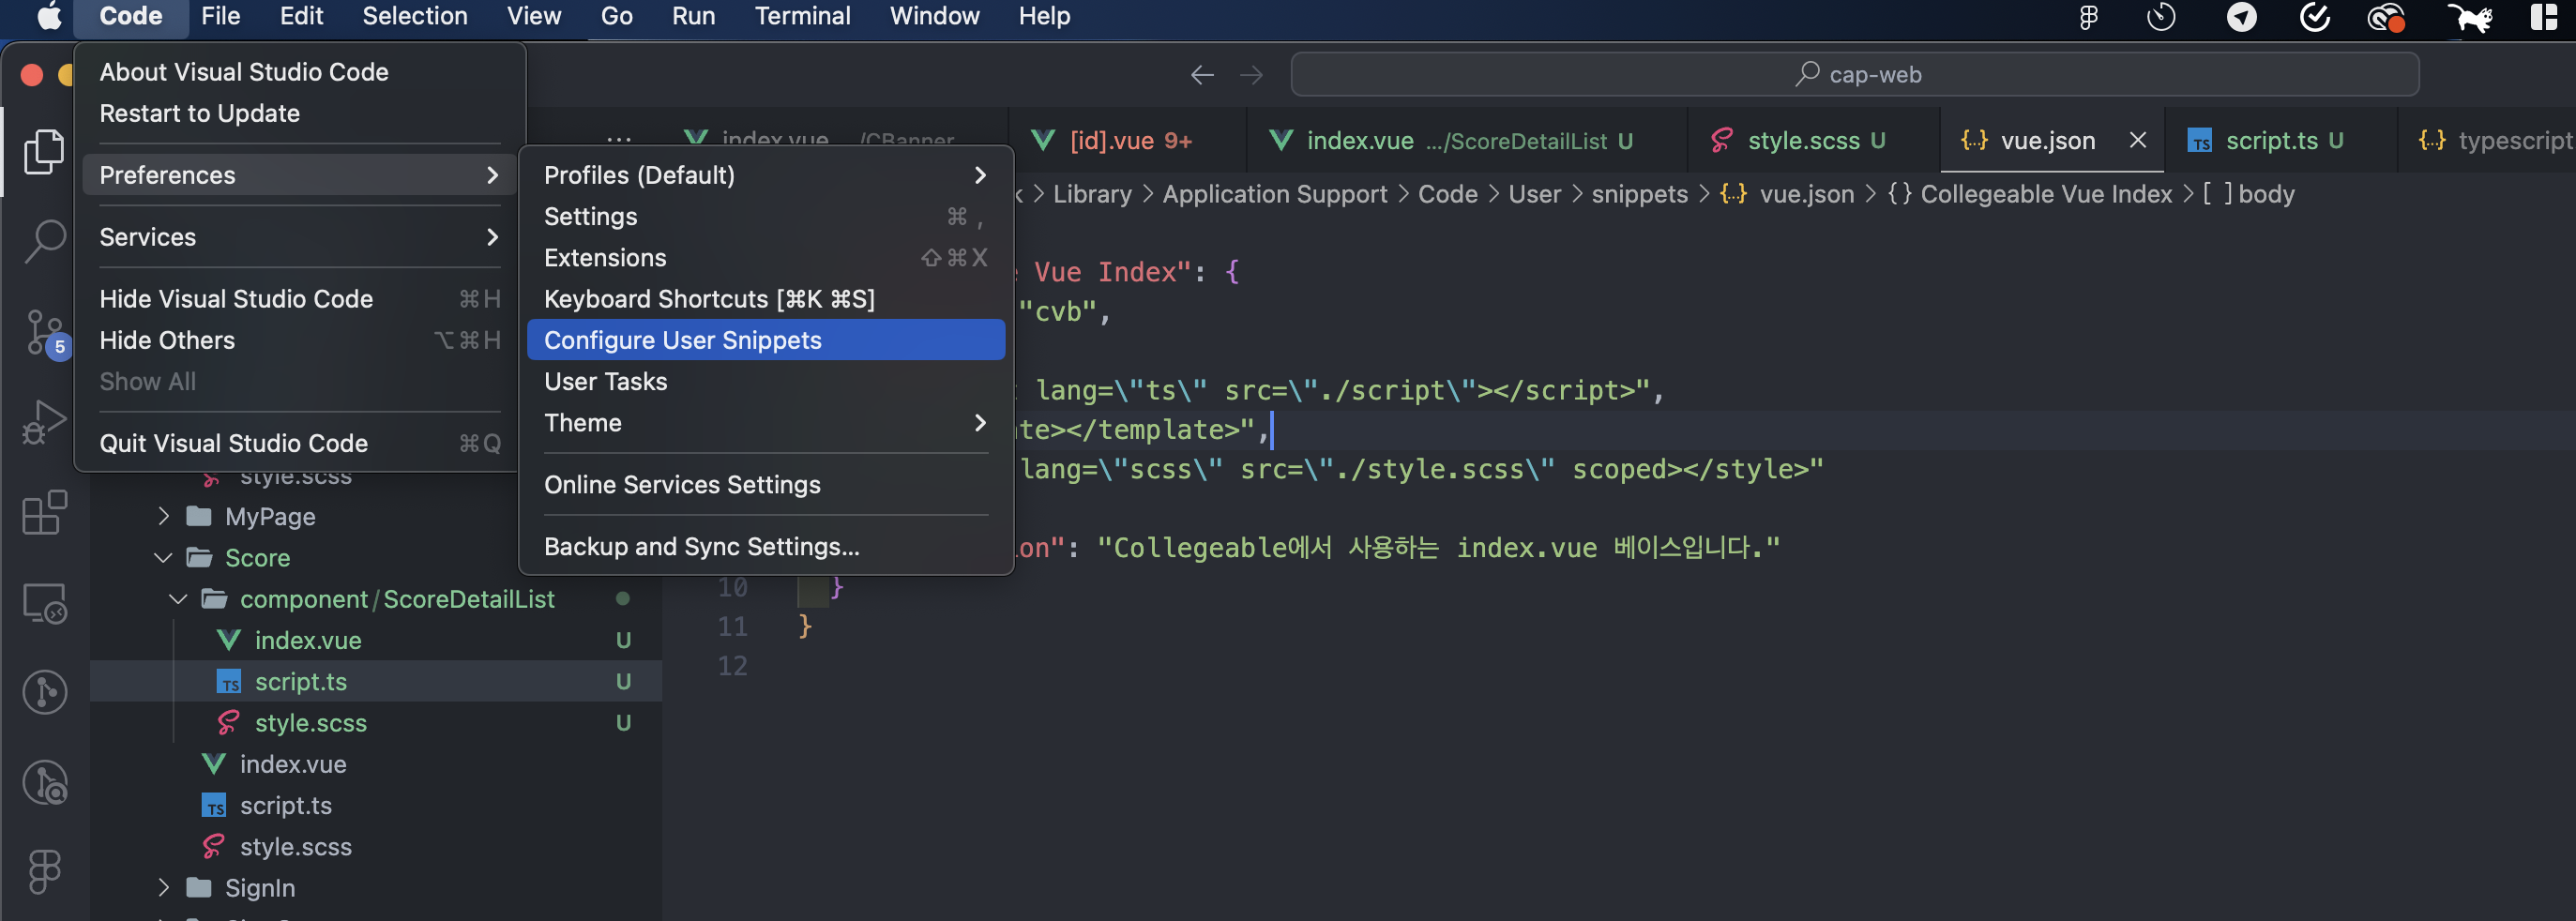 Code File Edit Selection View Go Run Terminal Window Help
cap-web
About Visual Studio Code
Restart to Update
Preferences
Services
Hide Visual Studio Code ⌘H
Hide Others ⌥⌘H
Show All
Quit Visual Studio Code ⌘Q
Profiles (Default)
Settings ⌘ ,
Extensions ⇧⌘X
Keyboard Shortcuts [⌘K ⌘S]
Configure User Snippets
User Tasks
Theme
Online Services Settings
Backup and Sync Settings...
5
... index.vue .../CBanner [id].vue 9+ index.vue .../ScoreDetailList U style.scss U {..} vue.json script.ts U {..} typescript
> Library > Application Support > Code > User > snippets > {..} vue.json > {} Collegeable Vue Index > [ ] body
Vue Index": {
"cvb",
lang=\"ts\" src=\"./script\"></script>",
te></template>",
lang=\"scss\" src=\"./style.scss\" scoped></style>"
on": "Collegeable에서 사용하는 index.vue 베이스입니다."
10 }
11 }
12
style.scss
MyPage
Score
component/ScoreDetailList
index.vue U
TS script.ts U
style.scss U
index.vue
TS script.ts
style.scss
SignIn